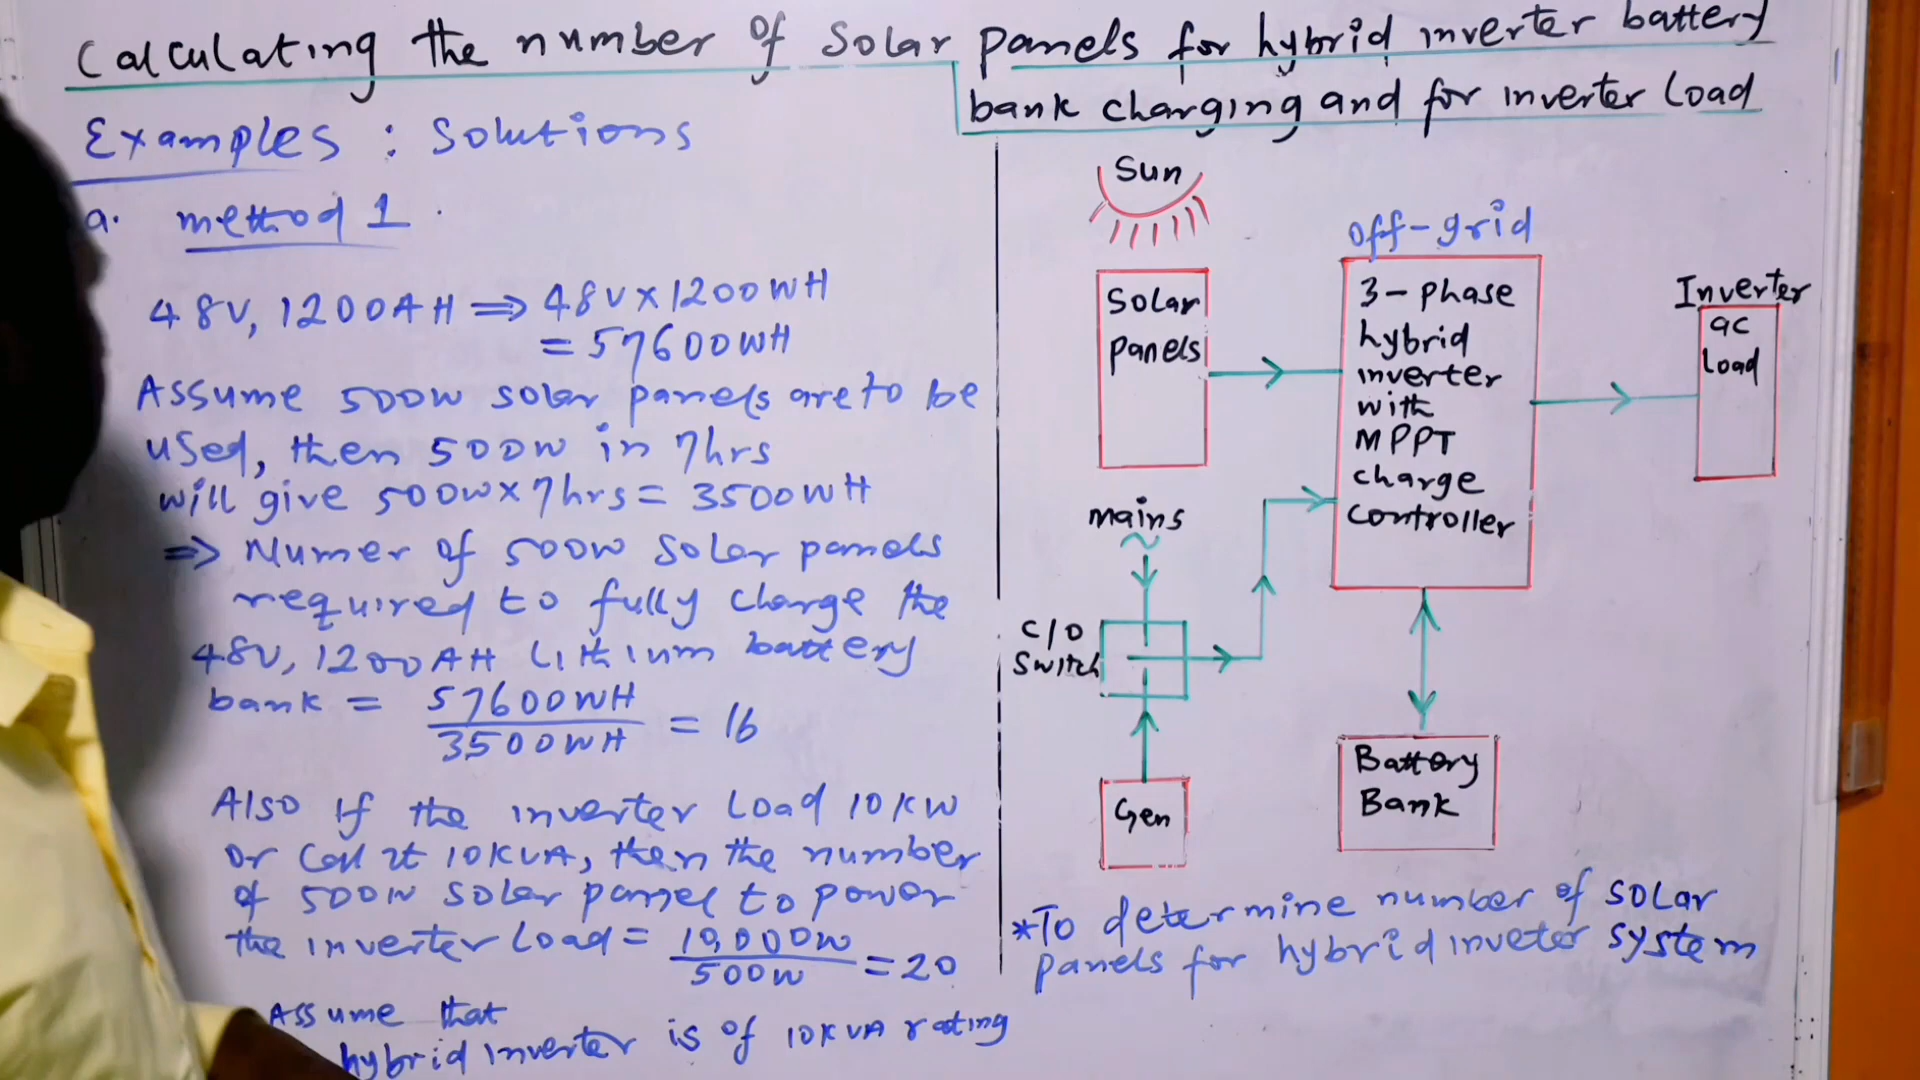 Calculating the number of Solar panels for hybrid inverter battery
bank charging and for inverter load
Examples : Solutions
a. method 1.
48V, 1200AH ⇒ 48V x 1200WH
= 57600WH
Assume 500W solar panels are to be
used, then 500W in 7hrs
will give 500W x 7hrs = 3500WH
⇒ Numer of 500W Solar panels
required to fully charge the
48V, 1200AH Lithium battery
bank = 57600WH / 3500WH = 16
Also if the inverter load 10KW
or call it 10KVA, then the number
of 500W solar panel to power
the inverter load = 10,000W / 500W = 20
Assume that
hybrid inverter is of 10KVA rating
Sun
Solar
panels
off-grid
3-phase
hybrid
inverter
with
MPPT
charge
controller
Inverter
ac
load
mains
~
C/O
Switch
Gen
Battery
Bank
*To determine number of solar
panels for hybrid inveter system